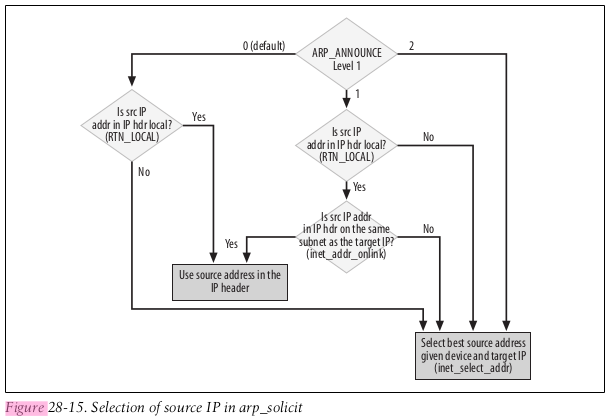 0 (default)
ARP_ANNOUNCE
Level 1
2
1
Is src IP
addr in IP hdr local?
(RTN_LOCAL)
Yes
No
Is src IP
addr in IP hdr local?
(RTN_LOCAL)
No
Yes
Is src IP addr
in IP hdr on the same
subnet as the target IP?
(inet_addr_onlink)
Yes
No
Use source address in the
IP header
Select best source address
given device and target IP
(inet_select_addr)
Figure 28-15. Selection of source IP in arp_solicit